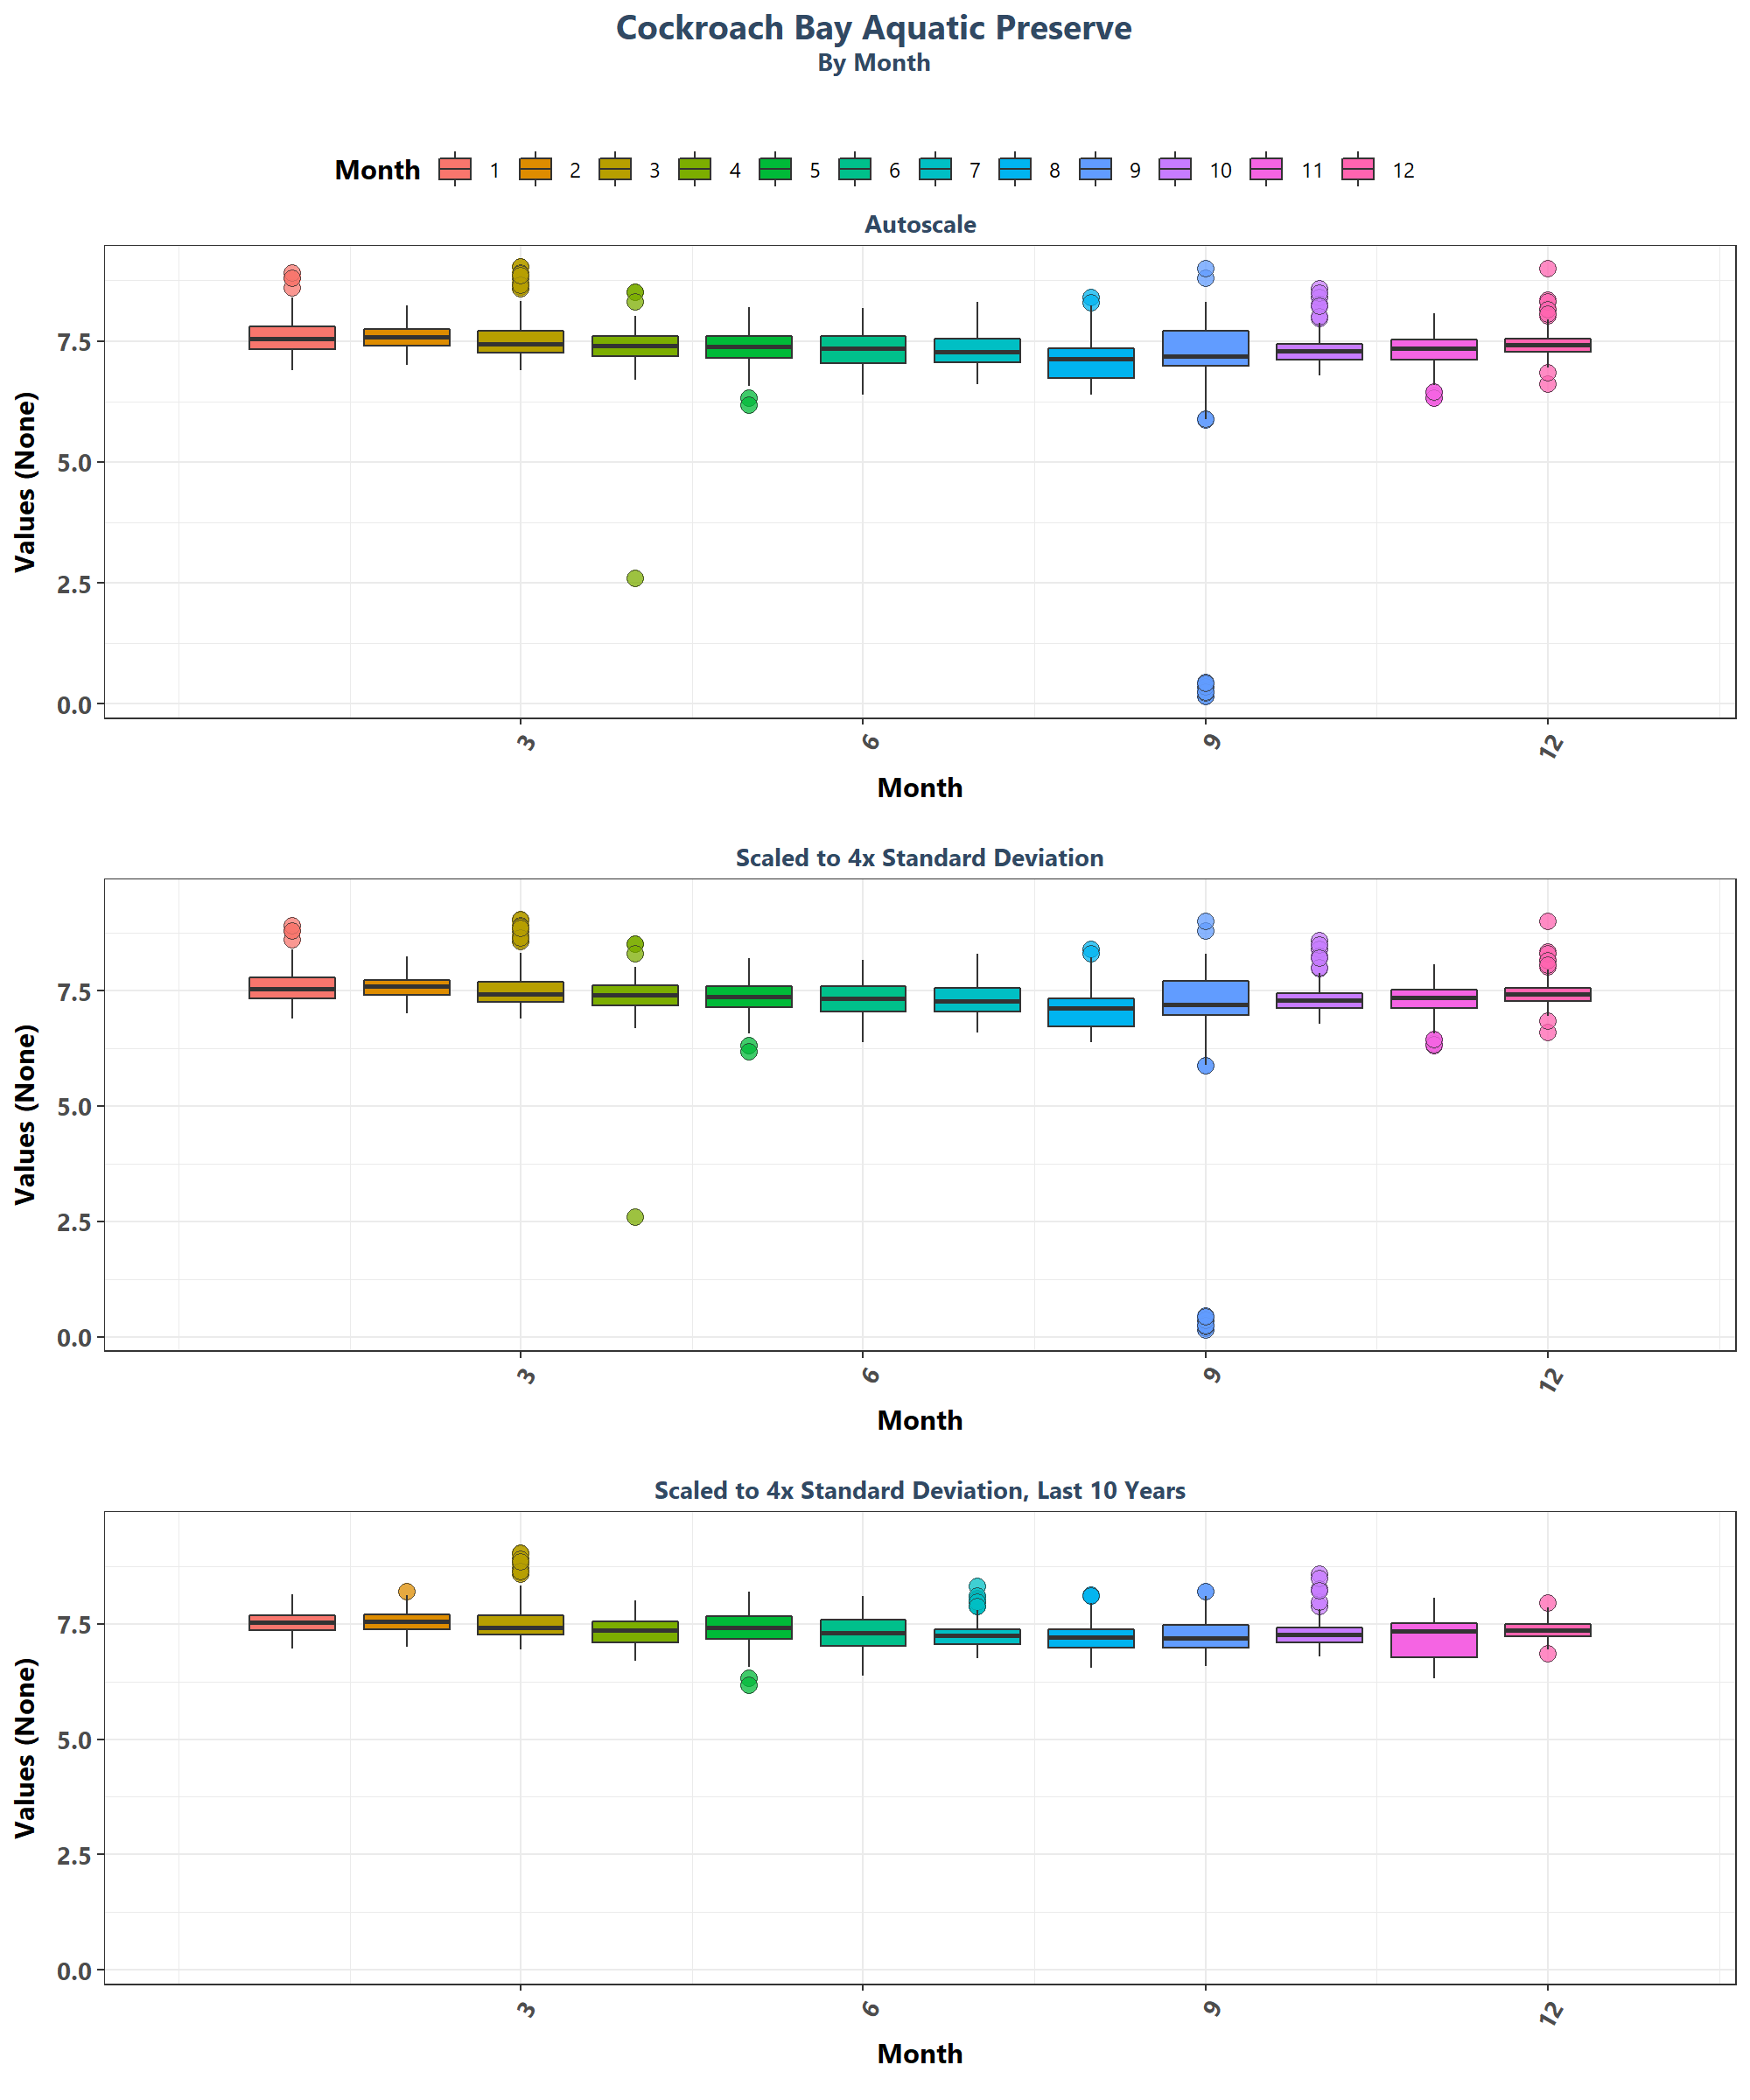 Cockroach Bay Aquatic Preserve
By Month
Month 1 2 3 4 5 6 7 8 9 10 11 12
Autoscale
Values (None)
7.5
5.0
2.5
0.0
3 6 9 12
Month
Scaled to 4x Standard Deviation
Values (None)
7.5
5.0
2.5
0.0
3 6 9 12
Month
Scaled to 4x Standard Deviation, Last 10 Years
Values (None)
7.5
5.0
2.5
0.0
3 6 9 12
Month